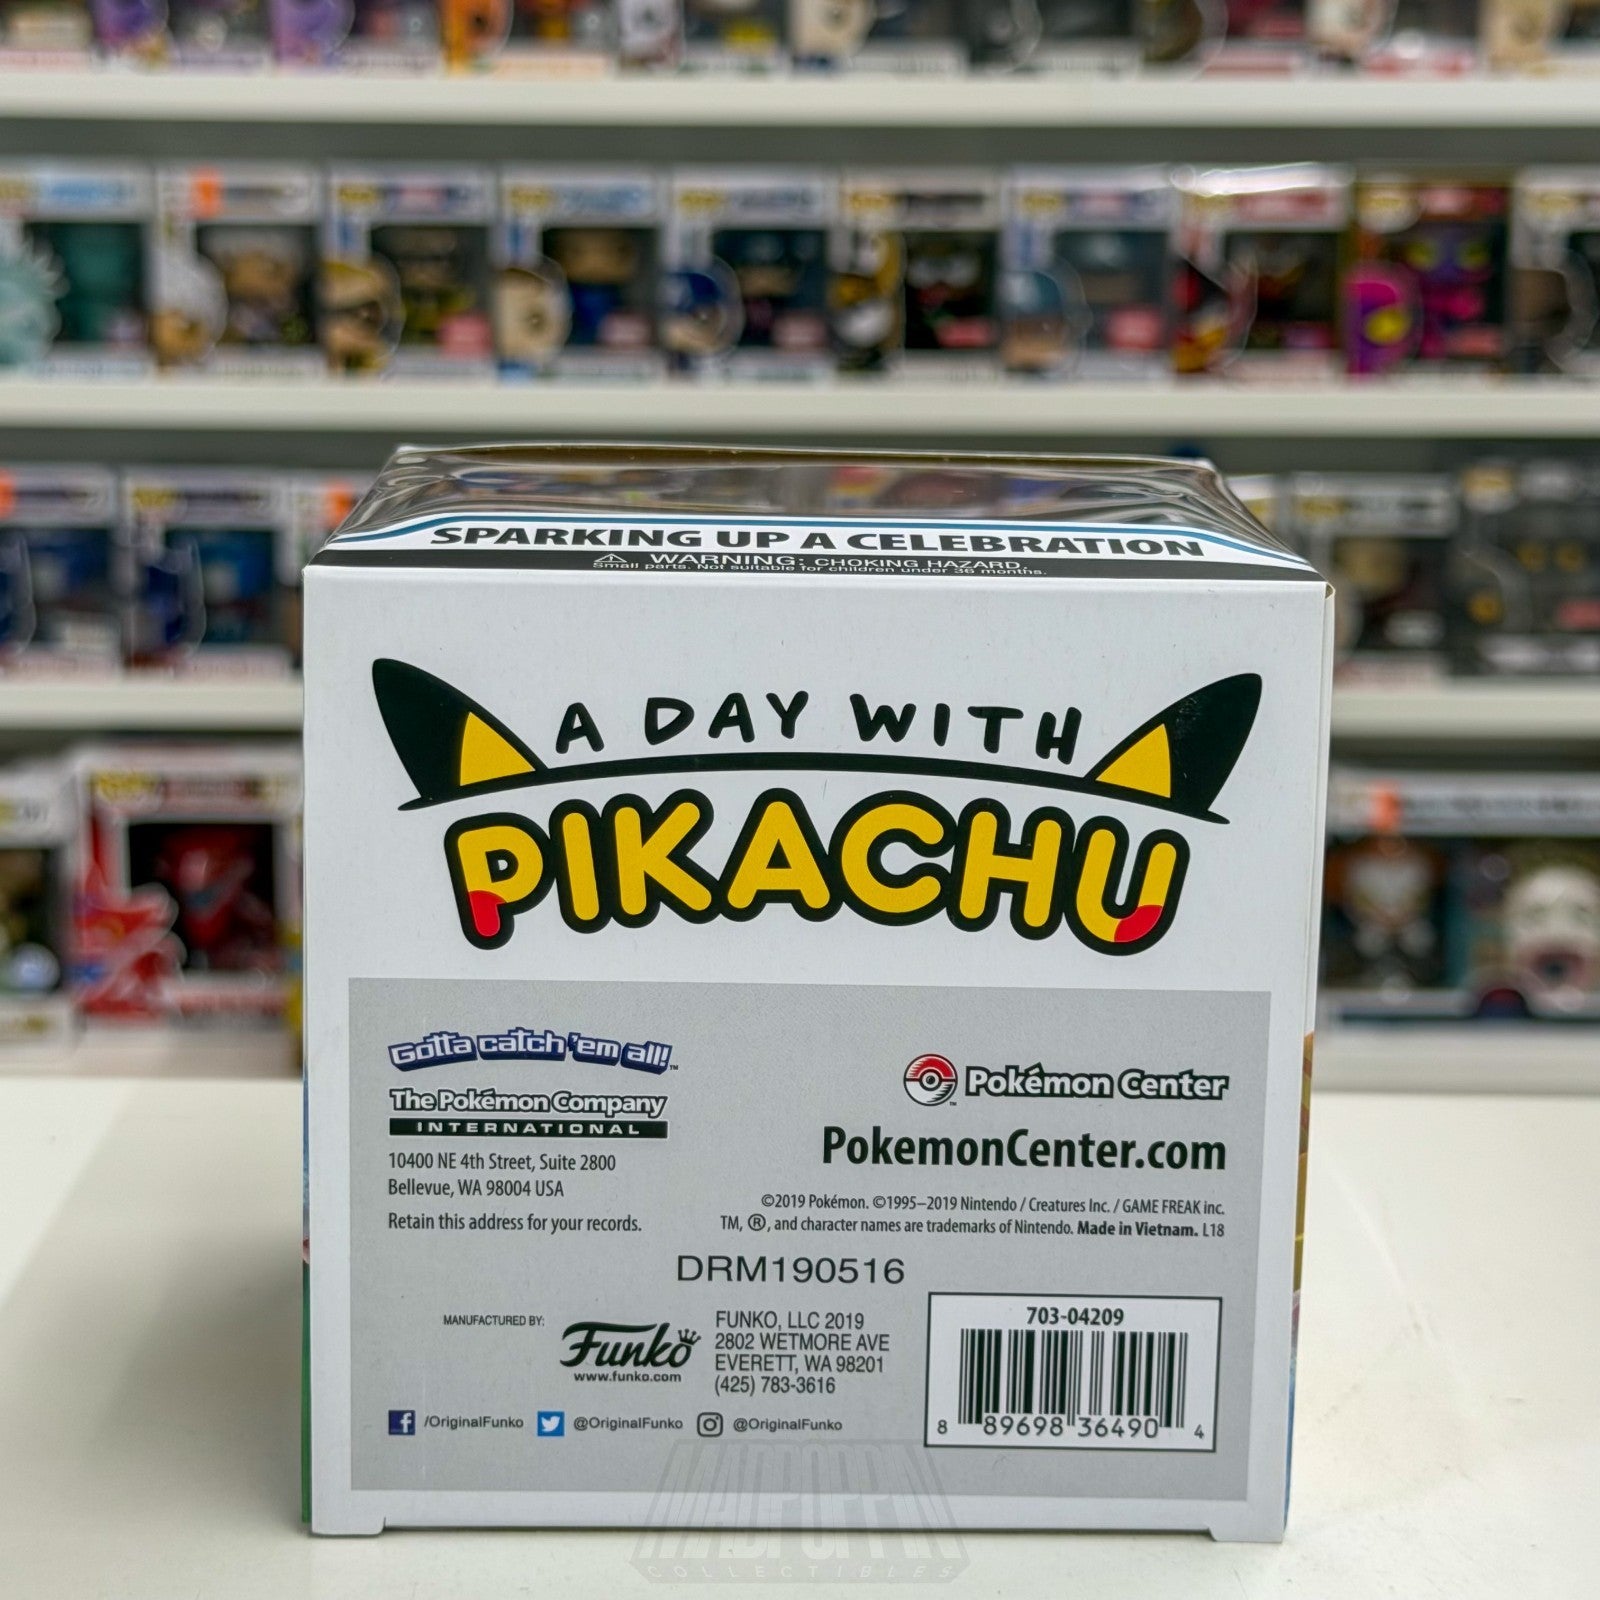 SPARKING UP A CELEBRATION
⚠ WARNING: CHOKING HAZARD.
Small parts. Not suitable for children under 36 months.
A DAY WITH
PIKACHU
Gotta catch 'em all!™
The Pokémon Company
INTERNATIONAL
10400 NE 4th Street, Suite 2800
Bellevue, WA 98004 USA
Retain this address for your records.
Pokémon Center
PokemonCenter.com
©2019 Pokémon. ©1995–2019 Nintendo / Creatures Inc. / GAME FREAK inc.
TM, ®, and character names are trademarks of Nintendo. Made in Vietnam. L18
DRM190516
MANUFACTURED BY:
Funko
www.funko.com
FUNKO, LLC 2019
2802 WETMORE AVE
EVERETT, WA 98201
(425) 783-3616
/OriginalFunko @OriginalFunko @OriginalFunko
703-04209
8 89698 36490 4
MADPOPPIN
COLLECTIBLES